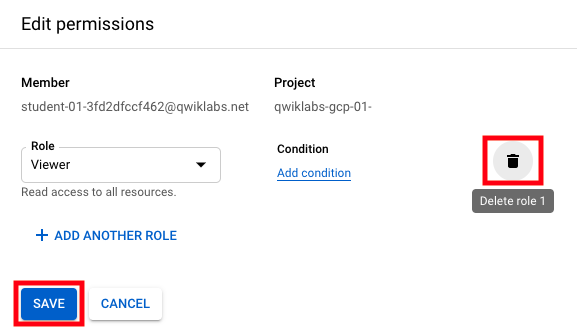 Edit permissions
Member
Project
student-01-3fd2dfccf462@qwiklabs.net
qwiklabs-gcp-01-
Role
Viewer
Read access to all resources.
Condition
Add condition
Delete role 1
ADD ANOTHER ROLE
SAVE
CANCEL